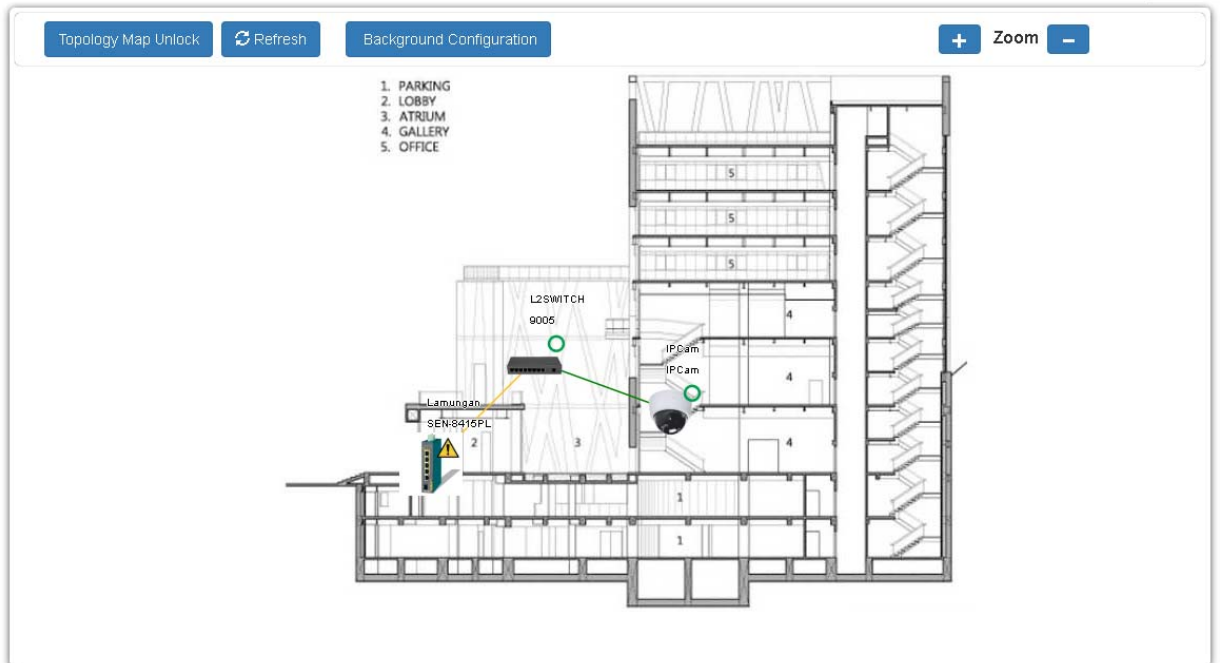 Topology Map Unlock
Refresh
Background Configuration
+ Zoom −
1. PARKING
2. LOBBY
3. ATRIUM
4. GALLERY
5. OFFICE
5
5
5
L2SWITCH
9005
4
IPCam
IPCam
4
Lamungan
SEN-8415PL
2
3
4
1
1